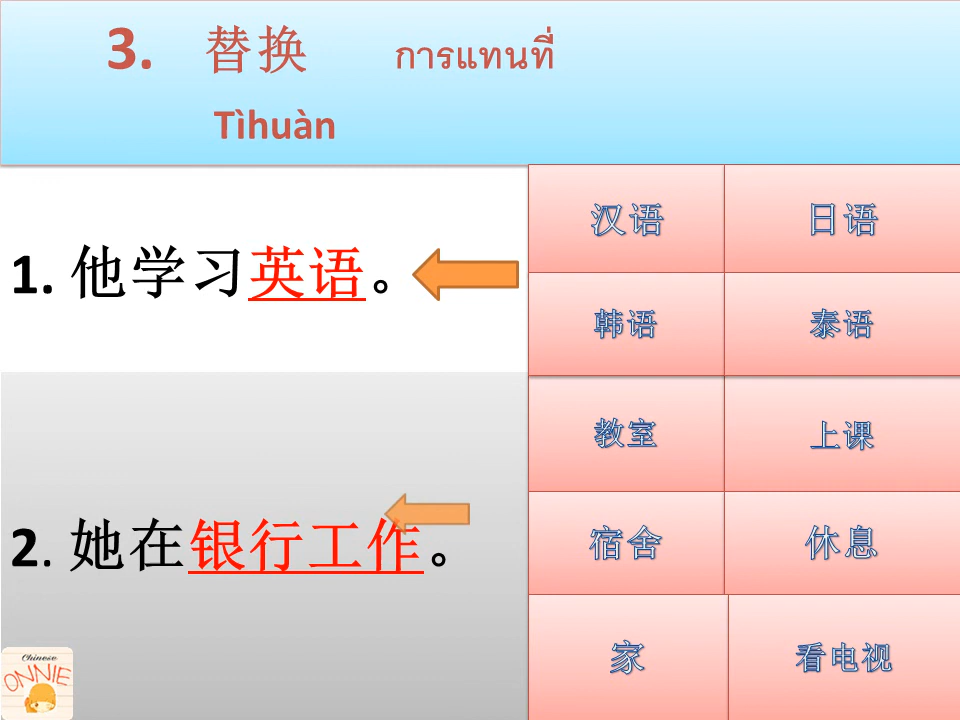 3. 替换 การแทนที่
Tìhuàn
1. 他学习英语。
汉语 日语
韩语 泰语
2. 她在银行工作。
教室 上课
宿舍 休息
家 看电视
Chinese
ONNIE